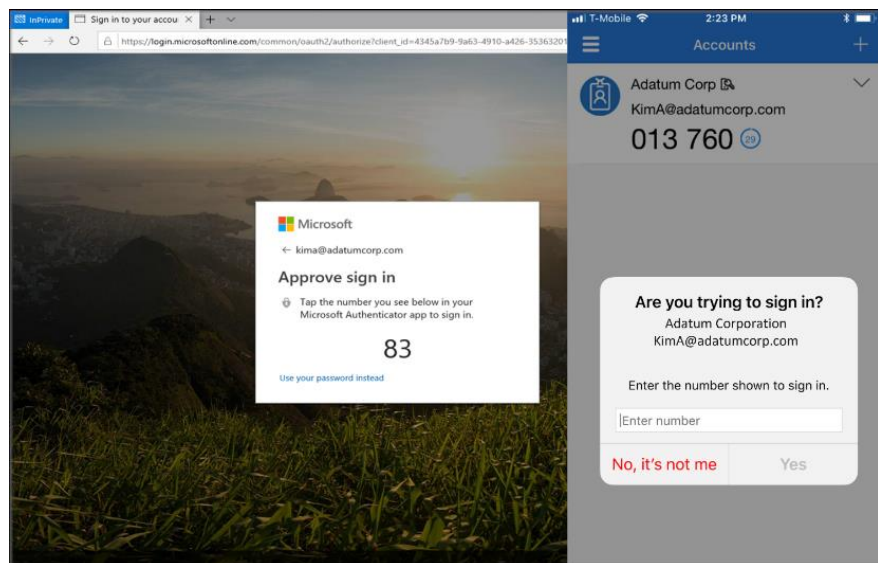 InPrivate
Sign in to your accou
https://login.microsoftonline.com/common/oauth2/authorize?client_id=4345a7b9-9a63-4910-a426-35363201
Microsoft
kima@adatumcorp.com
Approve sign in
Tap the number you see below in your
Microsoft Authenticator app to sign in.
83
Use your password instead
T-Mobile 2:23 PM
Accounts
Adatum Corp
KimA@adatumcorp.com
013 760 29
Are you trying to sign in?
Adatum Corporation
KimA@adatumcorp.com
Enter the number shown to sign in.
Enter number
No, it's not me Yes